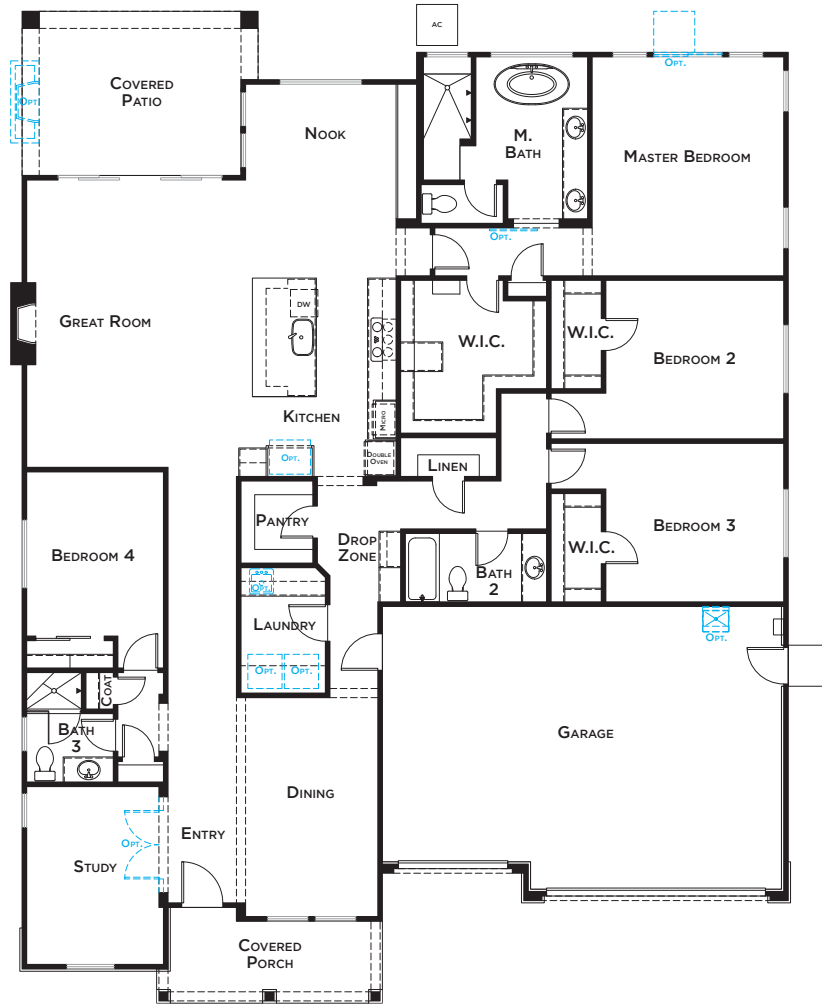 AC
Opt.
Covered
Patio
Opt.
Nook
M.
Bath
Master Bedroom
Opt.
Great Room
DW
W.I.C.
W.I.C.
Bedroom 2
Kitchen
Micro
Opt.
Double
Oven
Linen
Pantry
Drop
Zone
Bedroom 3
W.I.C.
Bedroom 4
Bath
2
Opt.
Laundry
Opt.
Opt.
Opt.
Coat
Bath
3
Garage
Dining
Entry
Opt.
Study
Covered
Porch